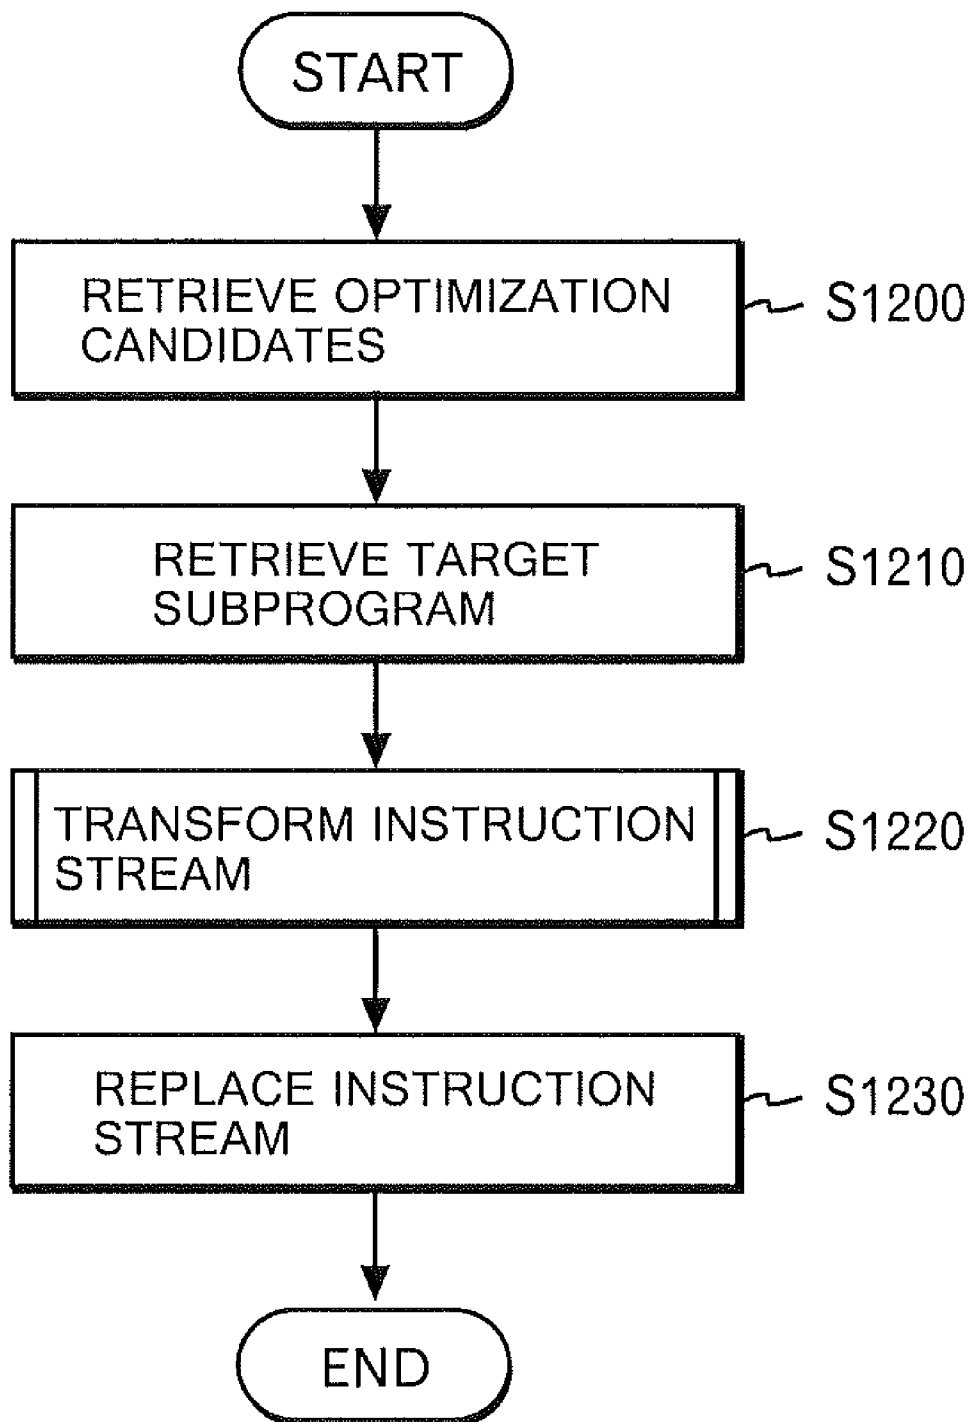 START
RETRIEVE OPTIMIZATION
CANDIDATES
S1200
RETRIEVE TARGET
SUBPROGRAM
S1210
TRANSFORM INSTRUCTION
STREAM
S1220
REPLACE INSTRUCTION
STREAM
S1230
END